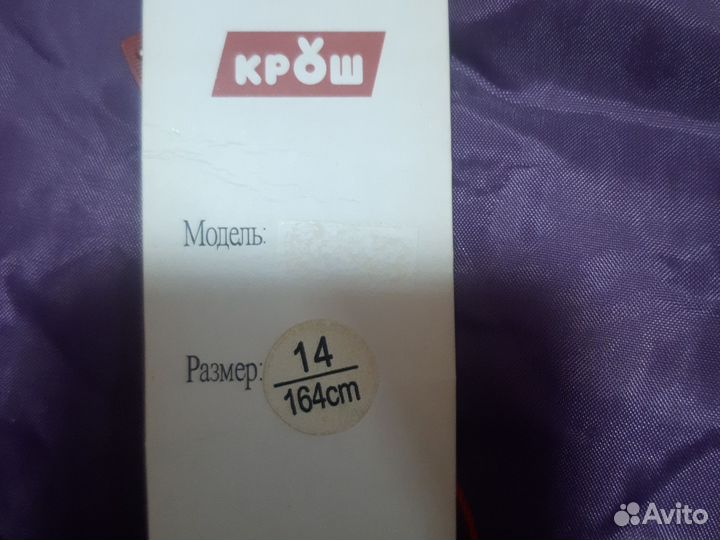 КРОШ
Модель:
Размер: 14
164cm
Avito